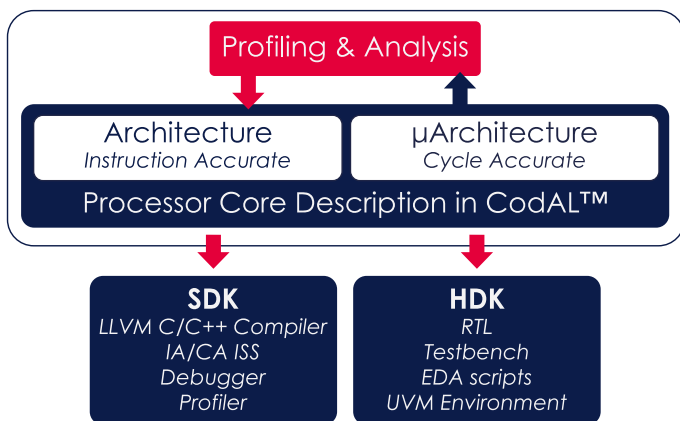 Profiling & Analysis
Architecture
Instruction Accurate
µArchitecture
Cycle Accurate
Processor Core Description in CodAL™
SDK
LLVM C/C++ Compiler
IA/CA ISS
Debugger
Profiler
HDK
RTL
Testbench
EDA scripts
UVM Environment